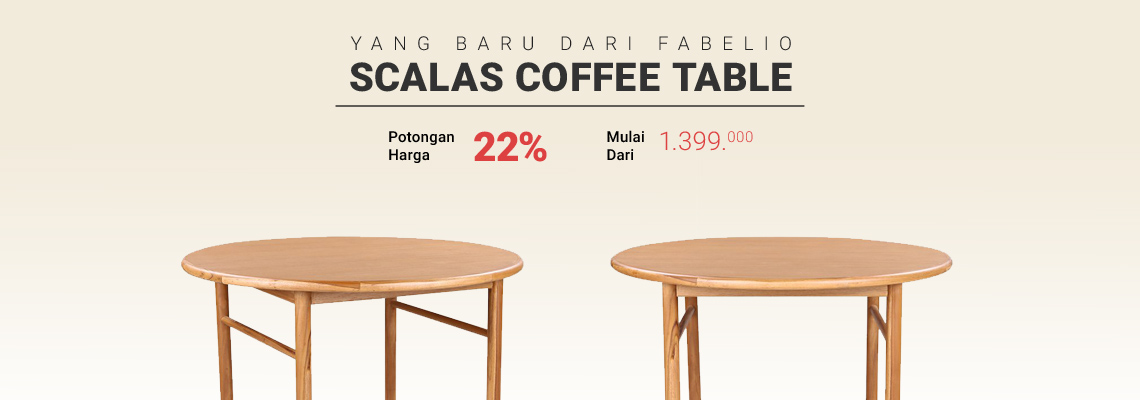 YANG BARU DARI FABELIO
SCALAS COFFEE TABLE
Potongan
Harga
22%
Mulai
Dari
1.399.000